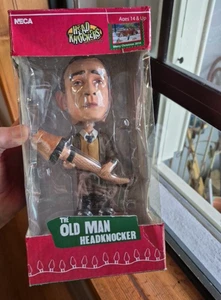 NECA
HEAD
KNOCKERS
Ages 14 & Up
THE
OLD MAN
HEADKNOCKER